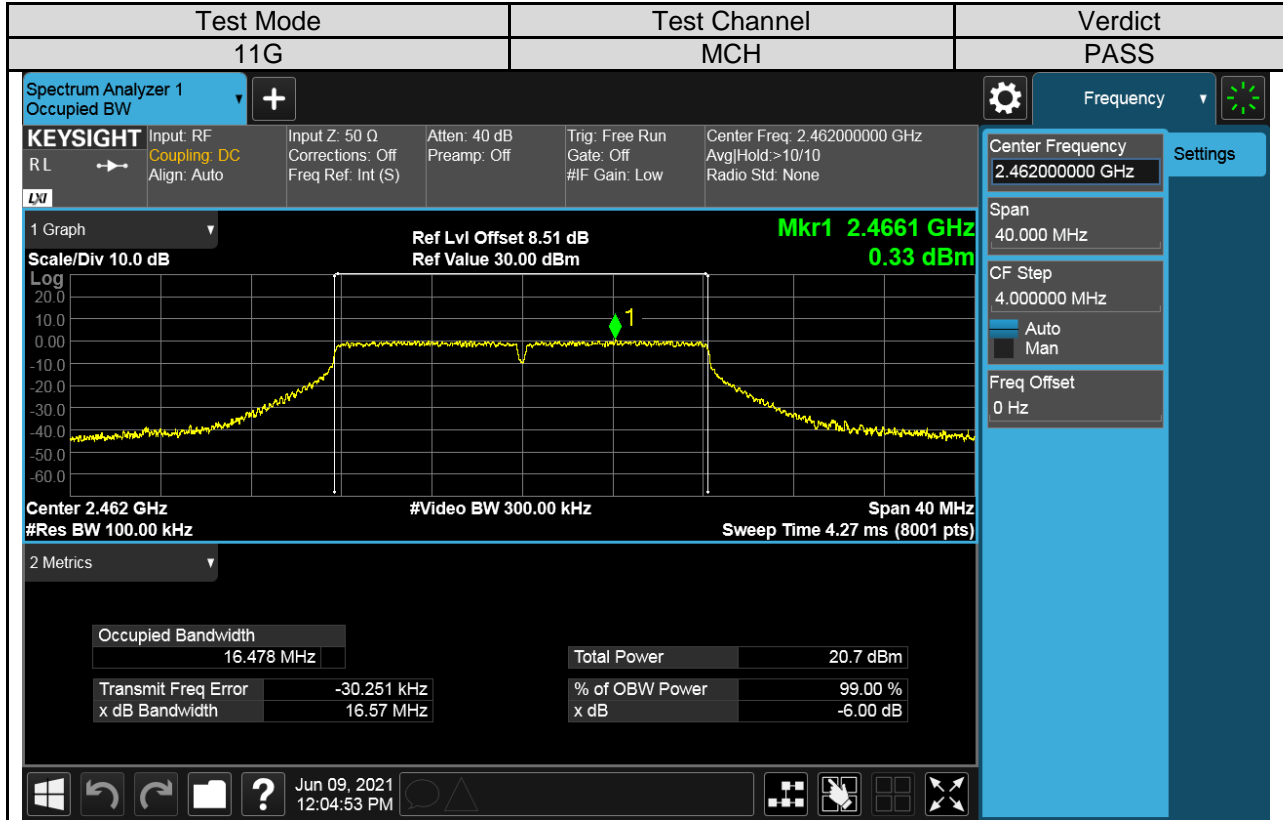 Test Mode Test Channel Verdict
11G MCH PASS
Spectrum Analyzer 1
Occupied BW
+
Frequency
KEYSIGHT Input: RF Input Z: 50 Ω Atten: 40 dB Trig: Free Run Center Freq: 2.462000000 GHz
RL Coupling: DC Corrections: Off Preamp: Off Gate: Off Avg|Hold:>10/10
Align: Auto Freq Ref: Int (S) #IF Gain: Low Radio Std: None
LXI
Center Frequency
2.462000000 GHz
Settings
Span
40.000 MHz
CF Step
4.000000 MHz
Auto
Man
Freq Offset
0 Hz
1 Graph
Ref Lvl Offset 8.51 dB Mkr1 2.4661 GHz
Scale/Div 10.0 dB Ref Value 30.00 dBm 0.33 dBm
Log
20.0
10.0
0.00
-10.0
-20.0
-30.0
-40.0
-50.0
-60.0
1
Center 2.462 GHz #Video BW 300.00 kHz Span 40 MHz
#Res BW 100.00 kHz Sweep Time 4.27 ms (8001 pts)
2 Metrics
Occupied Bandwidth
16.478 MHz Total Power 20.7 dBm
Transmit Freq Error -30.251 kHz % of OBW Power 99.00 %
x dB Bandwidth 16.57 MHz x dB -6.00 dB
? Jun 09, 2021
12:04:53 PM